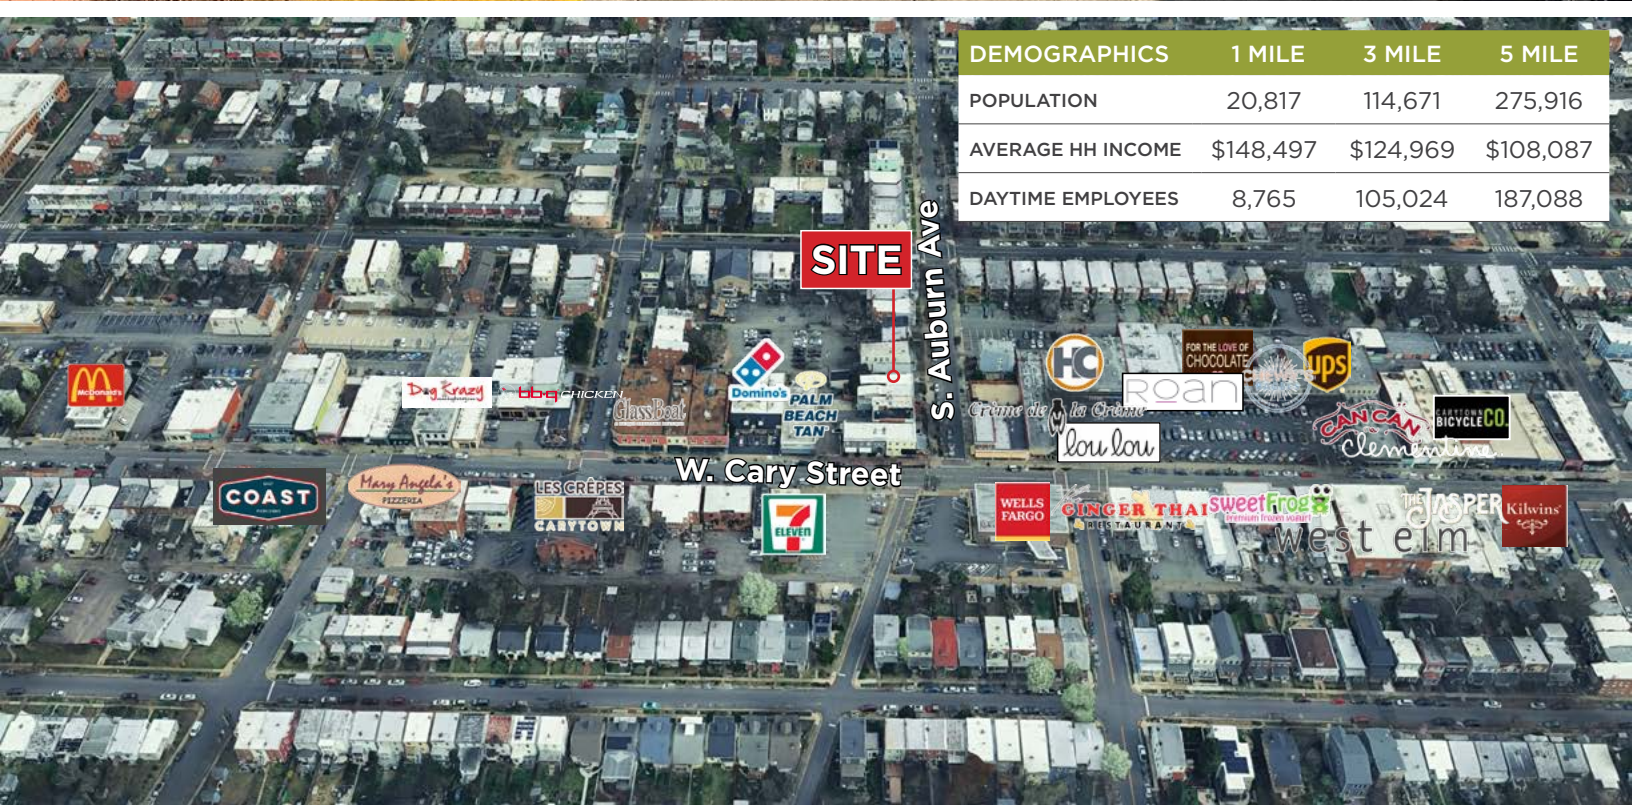 DEMOGRAPHICS 1 MILE 3 MILE 5 MILE
POPULATION 20,817 114,671 275,916
AVERAGE HH INCOME $148,497 $124,969 $108,087
DAYTIME EMPLOYEES 8,765 105,024 187,088
SITE
S. Auburn Ave
McDonald's
Dog Krazy
bbq CHICKEN
GlassBoat
Domino's
PALM
BEACH
TAN
HC
FOR THE LOVE OF
CHOCOLATE
ups
ROAN
Crème de la Crème
lou lou
CAN CAN
CARYTOWN
BICYCLE CO.
Clementine
W. Cary Street
COAST
Mary Angela's
PIZZERIA
LES CRÊPES
CARYTOWN
7
ELEVEN
WELLS
FARGO
GINGER THAI
RESTAURANT
sweetFrog
Premium frozen yogurt
THE JASPER
west elm
Kilwins